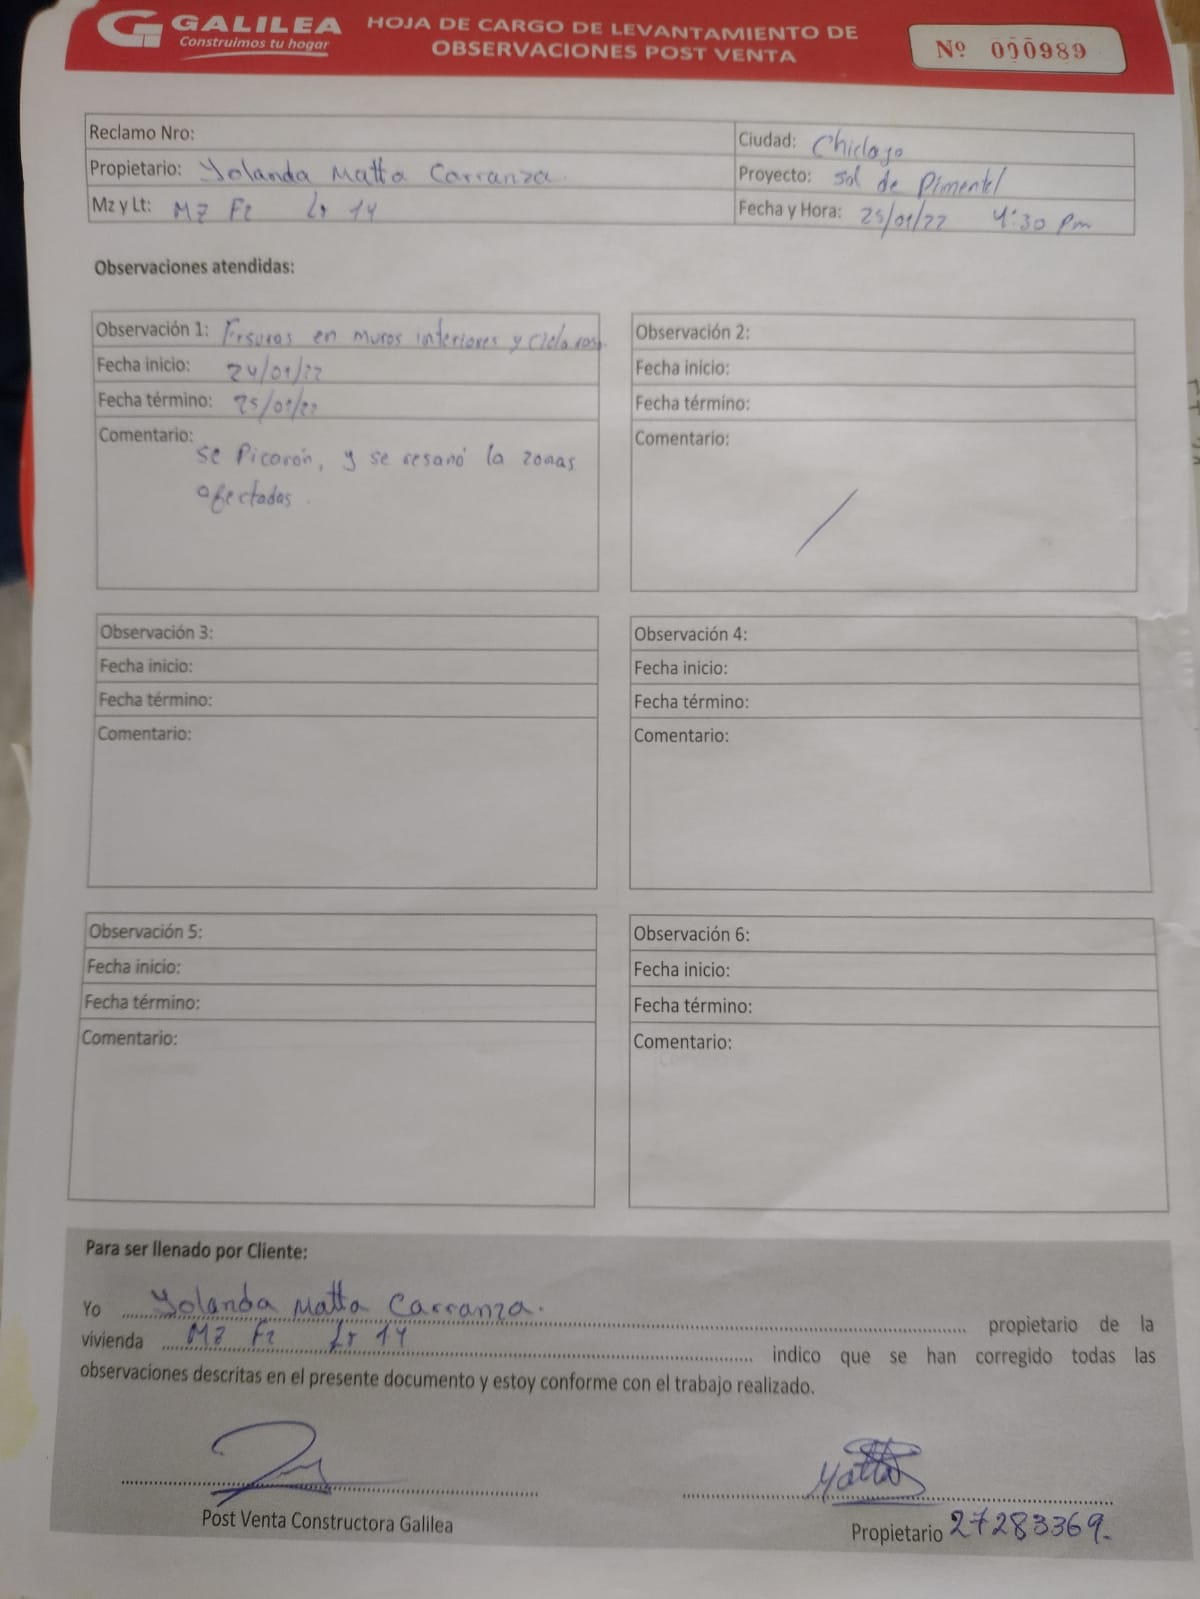 GALILEA
Construimos tu hogar
HOJA DE CARGO DE LEVANTAMIENTO DE
OBSERVACIONES POST VENTA
Nº 000989
Reclamo Nro:
Ciudad: Chiclayo
Propietario: Yolanda Matta Carranza
Proyecto: Sol de Pimentel
Mz y Lt: MZ F2 Lt 14
Fecha y Hora: 25/01/22 4:30 Pm
Observaciones atendidas:
Observación 1: Fisuras en muros interiores y cielo raso.
Fecha inicio: 24/01/22
Fecha término: 25/01/22
Comentario: se Picarón, y se resanó la zonas
afectadas.
Observación 2:
Fecha inicio:
Fecha término:
Comentario:
Observación 3:
Fecha inicio:
Fecha término:
Comentario:
Observación 4:
Fecha inicio:
Fecha término:
Comentario:
Observación 5:
Fecha inicio:
Fecha término:
Comentario:
Observación 6:
Fecha inicio:
Fecha término:
Comentario:
Para ser llenado por Cliente:
Yo Yolanda Matta Carranza. propietario de la
vivienda MZ F2 Lt 14 indico que se han corregido todas las
observaciones descritas en el presente documento y estoy conforme con el trabajo realizado.
Matta
Post Venta Constructora Galilea
Propietario 27283369-